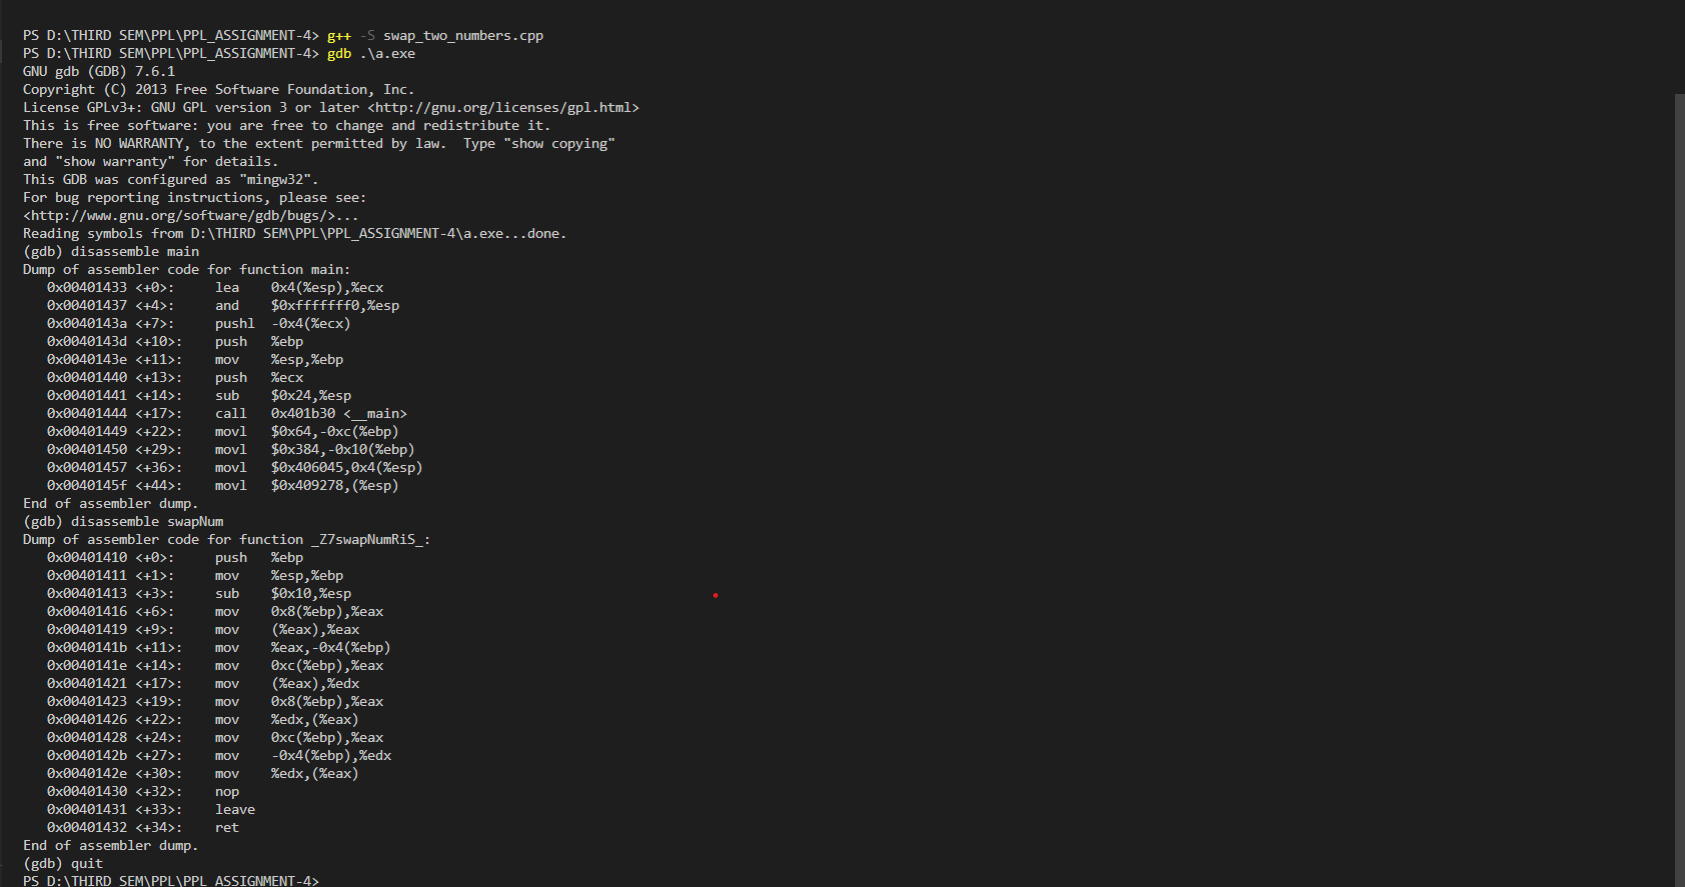 PS D:\THIRD SEM\PPL\PPL_ASSIGNMENT-4> g++ -S swap_two_numbers.cpp
PS D:\THIRD SEM\PPL\PPL_ASSIGNMENT-4> gdb .\a.exe
GNU gdb (GDB) 7.6.1
Copyright (C) 2013 Free Software Foundation, Inc.
License GPLv3+: GNU GPL version 3 or later <http://gnu.org/licenses/gpl.html>
This is free software: you are free to change and redistribute it.
There is NO WARRANTY, to the extent permitted by law.  Type "show copying"
and "show warranty" for details.
This GDB was configured as "mingw32".
For bug reporting instructions, please see:
<http://www.gnu.org/software/gdb/bugs/>...
Reading symbols from D:\THIRD SEM\PPL\PPL_ASSIGNMENT-4\a.exe...done.
(gdb) disassemble main
Dump of assembler code for function main:
   0x00401433 <+0>:     lea    0x4(%esp),%ecx
   0x00401437 <+4>:     and    $0xfffffff0,%esp
   0x0040143a <+7>:     pushl  -0x4(%ecx)
   0x0040143d <+10>:    push   %ebp
   0x0040143e <+11>:    mov    %esp,%ebp
   0x00401440 <+13>:    push   %ecx
   0x00401441 <+14>:    sub    $0x24,%esp
   0x00401444 <+17>:    call   0x401b30 <__main>
   0x00401449 <+22>:    movl   $0x64,-0xc(%ebp)
   0x00401450 <+29>:    movl   $0x384,-0x10(%ebp)
   0x00401457 <+36>:    movl   $0x406045,0x4(%esp)
   0x0040145f <+44>:    movl   $0x409278,(%esp)
End of assembler dump.
(gdb) disassemble swapNum
Dump of assembler code for function _Z7swapNumRiS_:
   0x00401410 <+0>:     push   %ebp
   0x00401411 <+1>:     mov    %esp,%ebp
   0x00401413 <+3>:     sub    $0x10,%esp
   0x00401416 <+6>:     mov    0x8(%ebp),%eax
   0x00401419 <+9>:     mov    (%eax),%eax
   0x0040141b <+11>:    mov    %eax,-0x4(%ebp)
   0x0040141e <+14>:    mov    0xc(%ebp),%eax
   0x00401421 <+17>:    mov    (%eax),%edx
   0x00401423 <+19>:    mov    0x8(%ebp),%eax
   0x00401426 <+22>:    mov    %edx,(%eax)
   0x00401428 <+24>:    mov    0xc(%ebp),%eax
   0x0040142b <+27>:    mov    -0x4(%ebp),%edx
   0x0040142e <+30>:    mov    %edx,(%eax)
   0x00401430 <+32>:    nop
   0x00401431 <+33>:    leave
   0x00401432 <+34>:    ret
End of assembler dump.
(gdb) quit
PS D:\THIRD SEM\PPL\PPL_ASSIGNMENT-4>